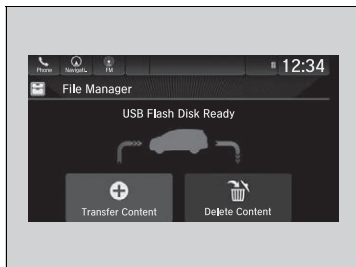 Phone
Navigati..
FM
12:34
File Manager
USB Flash Disk Ready
Transfer Content
Delete Content